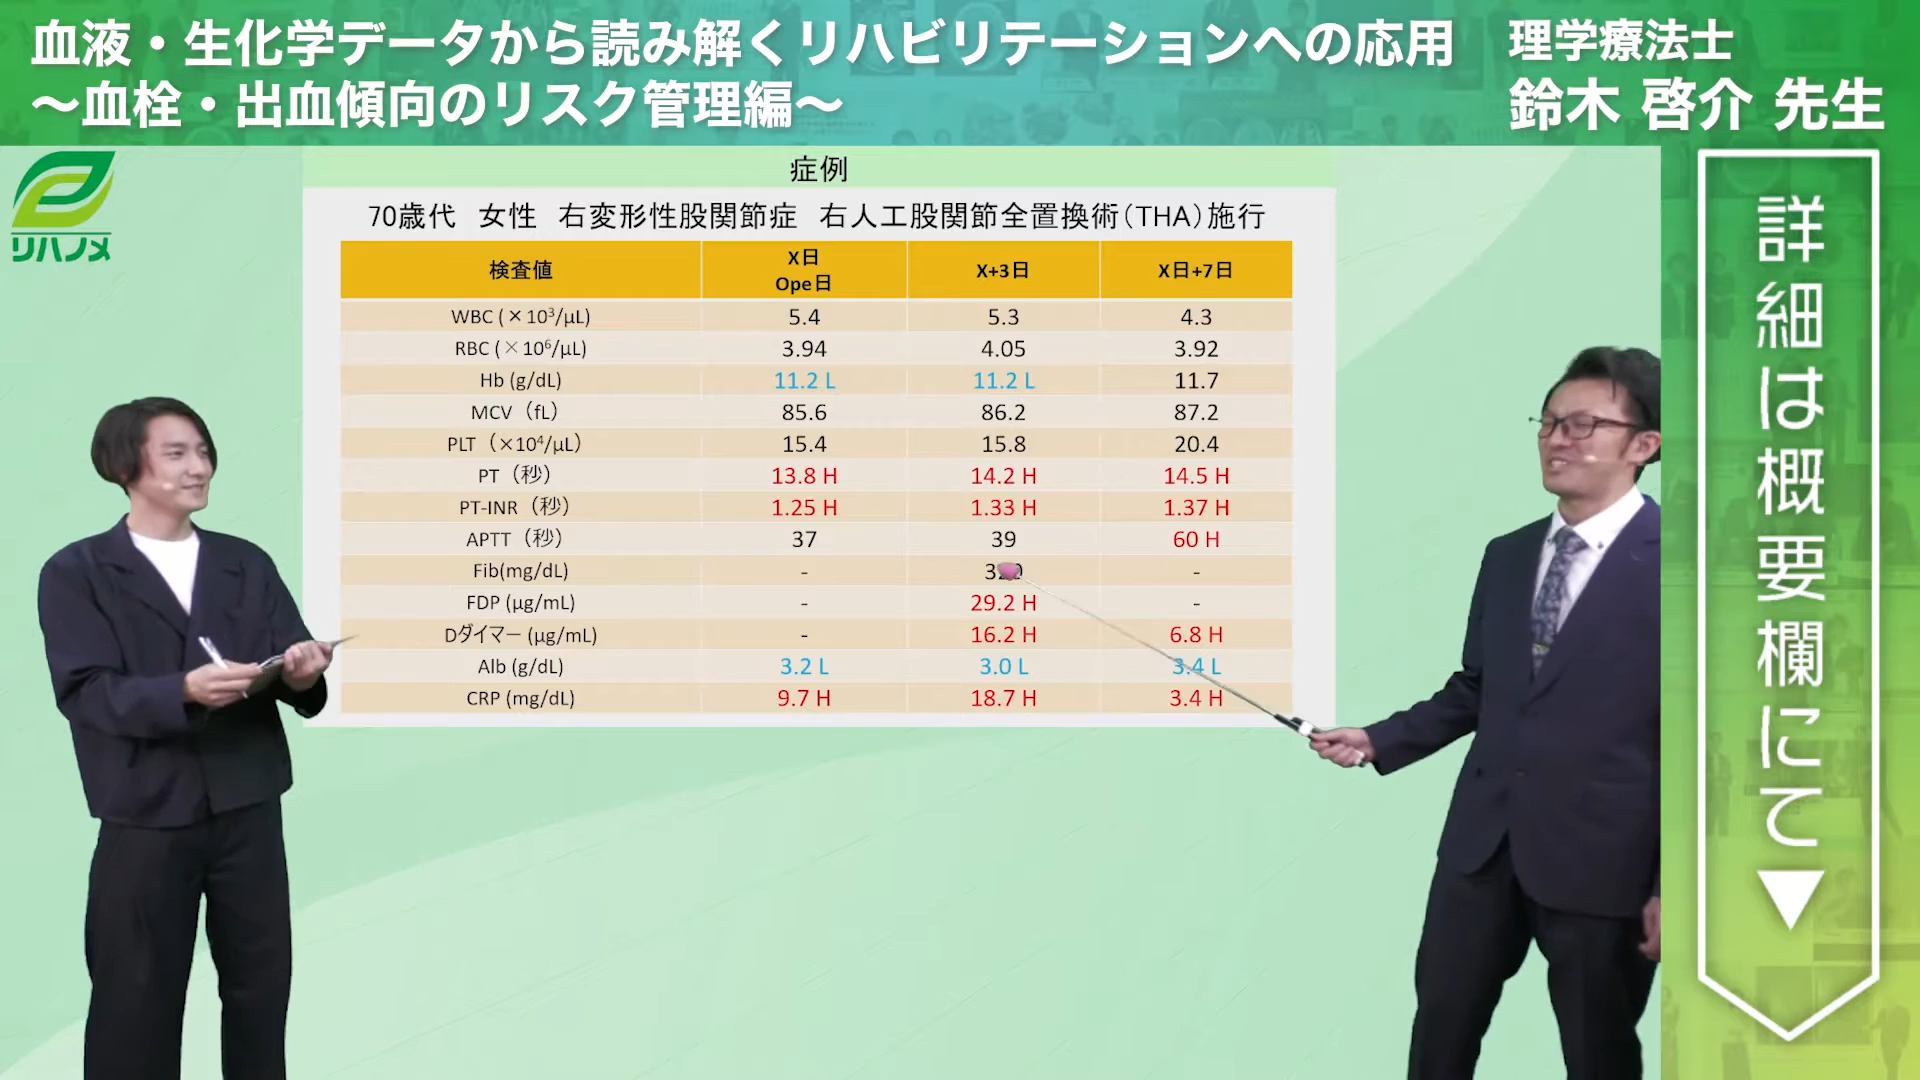 血液・生化学データから読み解くリハビリテーションへの応用
～血栓・出血傾向のリスク管理編～
理学療法士
鈴木 啓介 先生
リハノメ
症例
70歳代 女性 右変形性股関節症 右人工股関節全置換術（THA）施行
検査値 X日 Ope日 X+3日 X日+7日
WBC (×10³/μL) 5.4 5.3 4.3
RBC (×10⁶/μL) 3.94 4.05 3.92
Hb (g/dL) 11.2 L 11.2 L 11.7
MCV（fL） 85.6 86.2 87.2
PLT（×10⁴/μL） 15.4 15.8 20.4
PT（秒） 13.8 H 14.2 H 14.5 H
PT-INR（秒） 1.25 H 1.33 H 1.37 H
APTT（秒） 37 39 60 H
Fib(mg/dL) - -
FDP (μg/mL) - 29.2 H -
Dダイマー (μg/mL) - 16.2 H 6.8 H
Alb (g/dL) 3.2 L 3.0 L 3.4 L
CRP (mg/dL) 9.7 H 18.7 H 3.4 H
詳細は概要欄にて▼